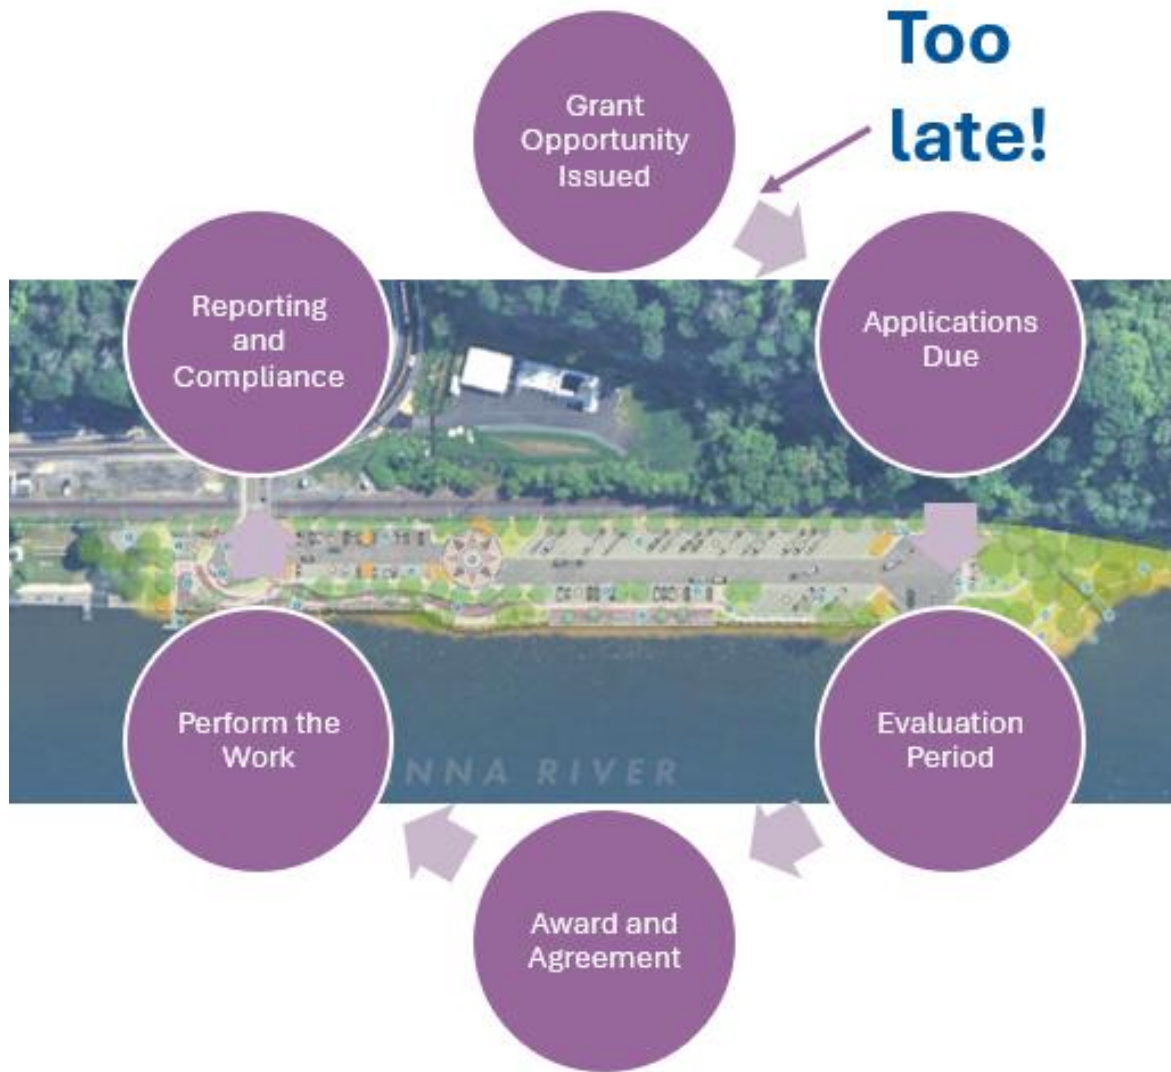 Too
late!
Grant
Opportunity
Issued
Applications
Due
Evaluation
Period
Award and
Agreement
Perform the
Work
Reporting
and
Compliance
NNA RIVER